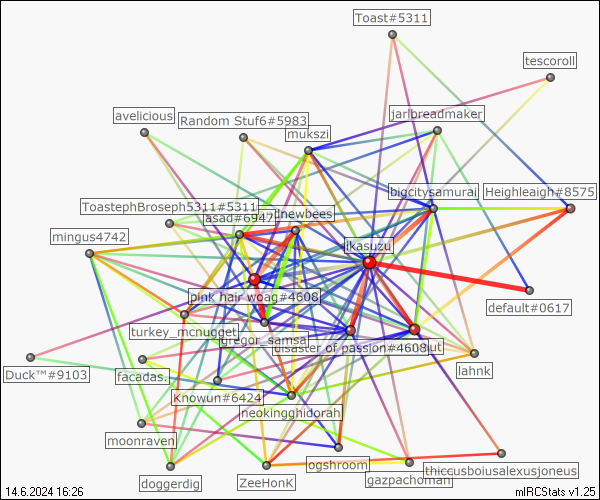 Toast#5311
tescoroll
avelicious
Random Stuf6#5983
jarlbreadmaker
mukszi
bigcitysamurai
Heighleaigh#8575
ToastephBroseph5311#5311
asad#6947
newbees
mingus4742
ikasuzu
pink hair woag#4608
default#0617
turkey_mcnugget
gregor_samsa
disaster of passion#4608
ut
lahnk
Duck™#9103
facadas.
Knowun#6424
neokingghidorah
moonraven
ogshroom
thiccusboiusalexusjoneus
doggerdig
ZeeHonK
gazpachoman
14.6.2024 16:26
mIRCStats v1.25